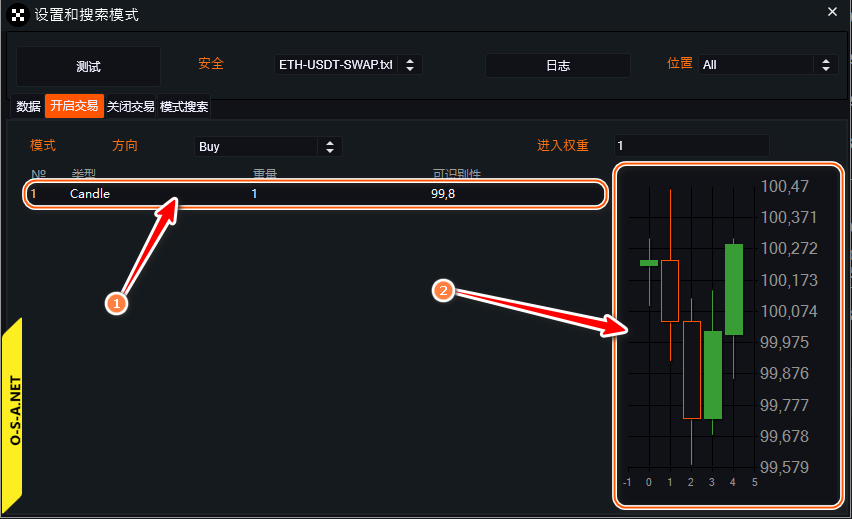 设置和搜索模式
测试 安全 ETH-USDT-SWAP.txt 日志 位置 All
数据 开启交易 关闭交易 模式搜索
模式 方向 Buy 进入权重 1
№ 类型 重量 可识别性
1 Candle 1 99,8
1
2
100,47
100,371
100,272
100,173
100,074
99,975
99,876
99,777
99,678
99,579
-1 0 1 2 3 4 5
O-S-A.NET